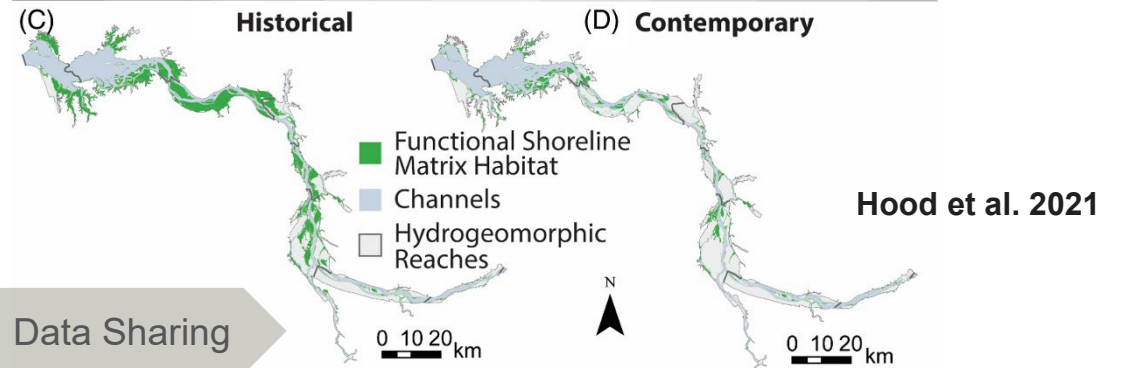 (C)
Historical
(D) Contemporary
Functional Shoreline
Matrix Habitat
Channels
Hydrogeomorphic
Reaches
Hood et al. 2021
N
Data Sharing
0 10 20 km
0 10 20 km